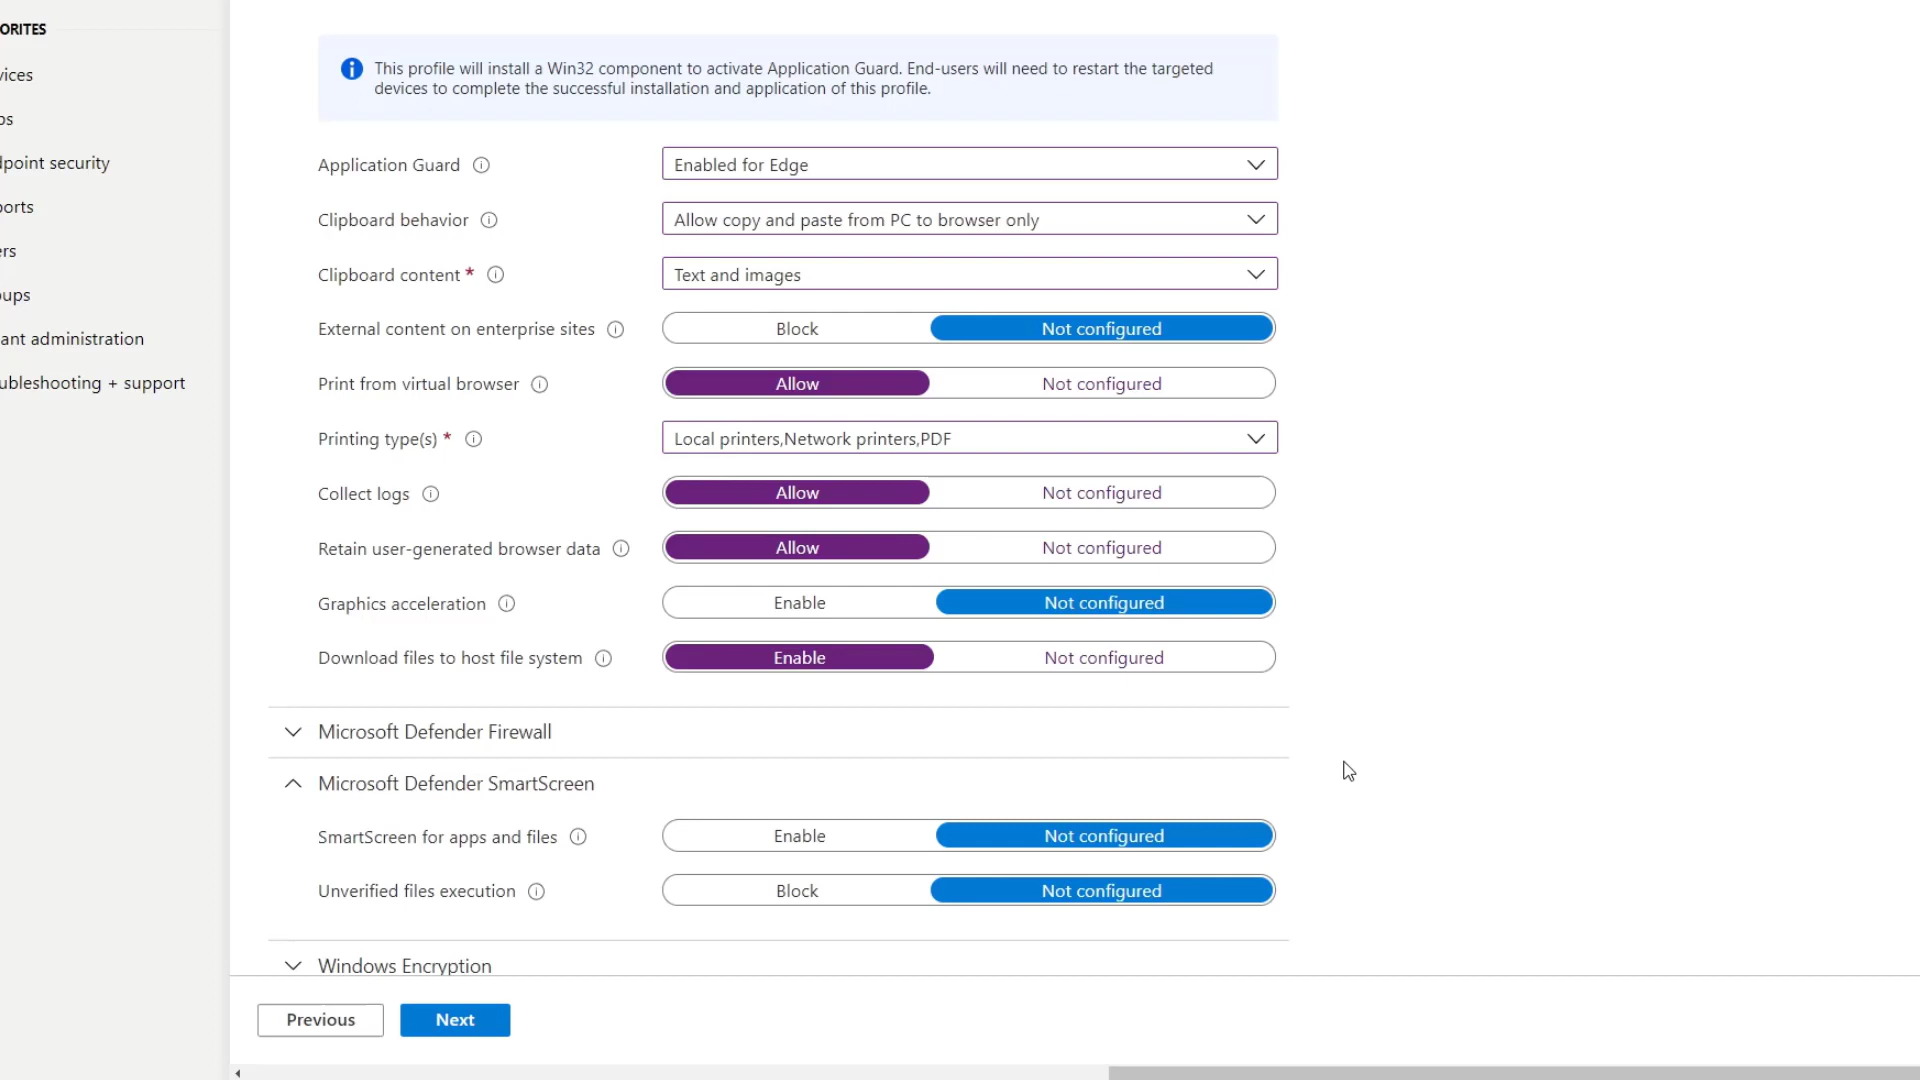 ORITES
vices
ps
dpoint security
ports
ers
oups
ant administration
ubleshooting + support
This profile will install a Win32 component to activate Application Guard. End-users will need to restart the targeted
devices to complete the successful installation and application of this profile.
Application Guard
Enabled for Edge
Clipboard behavior
Allow copy and paste from PC to browser only
Clipboard content *
Text and images
External content on enterprise sites
Block
Not configured
Print from virtual browser
Allow
Not configured
Printing type(s) *
Local printers,Network printers,PDF
Collect logs
Allow
Not configured
Retain user-generated browser data
Allow
Not configured
Graphics acceleration
Enable
Not configured
Download files to host file system
Enable
Not configured
Microsoft Defender Firewall
Microsoft Defender SmartScreen
SmartScreen for apps and files
Enable
Not configured
Unverified files execution
Block
Not configured
Windows Encryption
Previous
Next